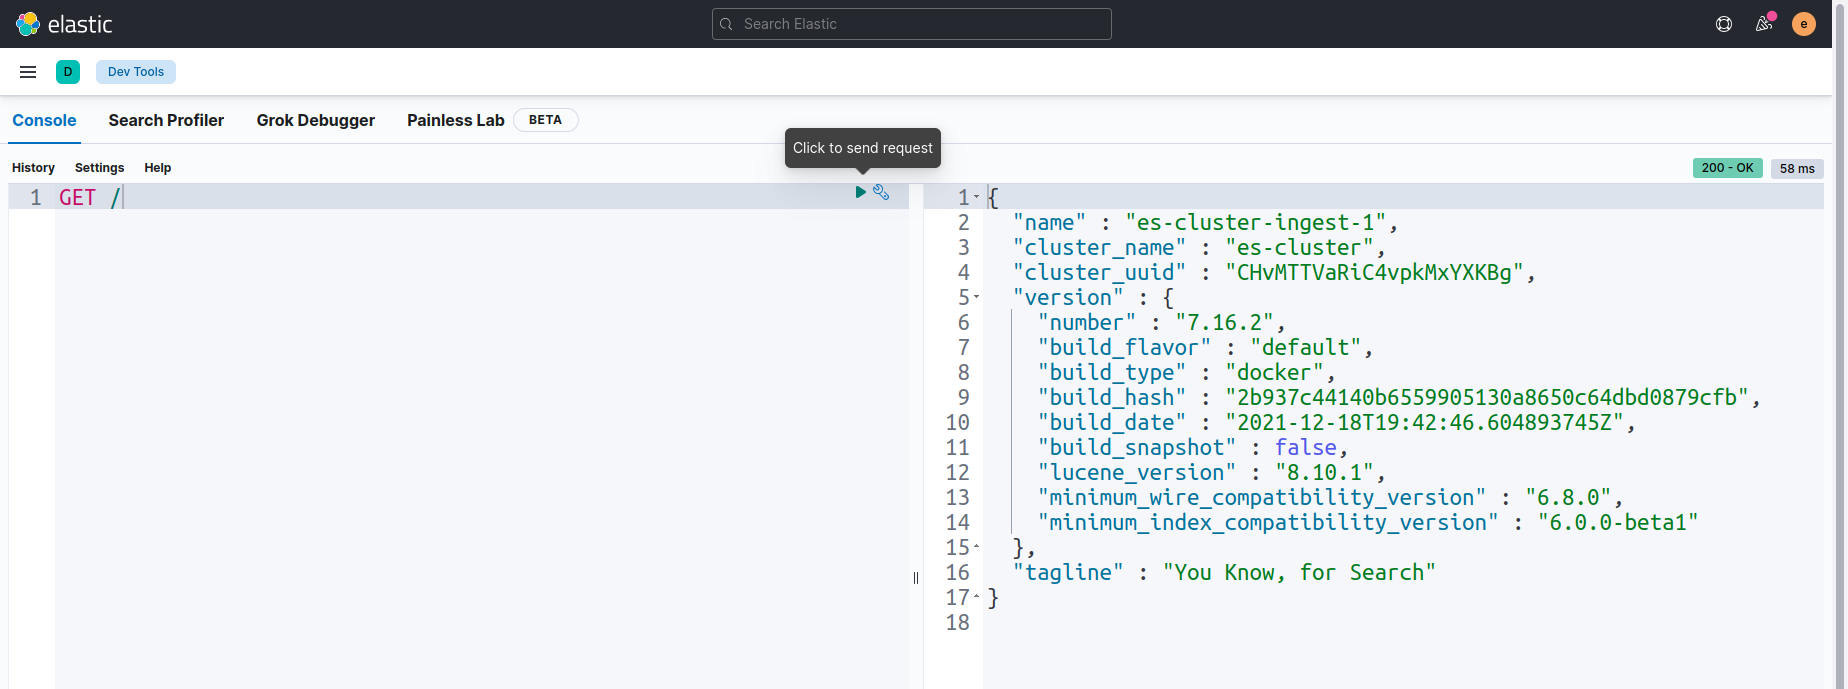 elastic
Search Elastic
e
D
Dev Tools
Console Search Profiler Grok Debugger Painless Lab BETA
Click to send request
History Settings Help
200 - OK 58 ms
1 GET /
1 {
2 "name" : "es-cluster-ingest-1",
3 "cluster_name" : "es-cluster",
4 "cluster_uuid" : "CHvMTTVaRiC4vpkMxYXKBg",
5 "version" : {
6 "number" : "7.16.2",
7 "build_flavor" : "default",
8 "build_type" : "docker",
9 "build_hash" : "2b937c44140b6559905130a8650c64dbd0879cfb",
10 "build_date" : "2021-12-18T19:42:46.604893745Z",
11 "build_snapshot" : false,
12 "lucene_version" : "8.10.1",
13 "minimum_wire_compatibility_version" : "6.8.0",
14 "minimum_index_compatibility_version" : "6.0.0-beta1"
15 },
16 "tagline" : "You Know, for Search"
17 }
18